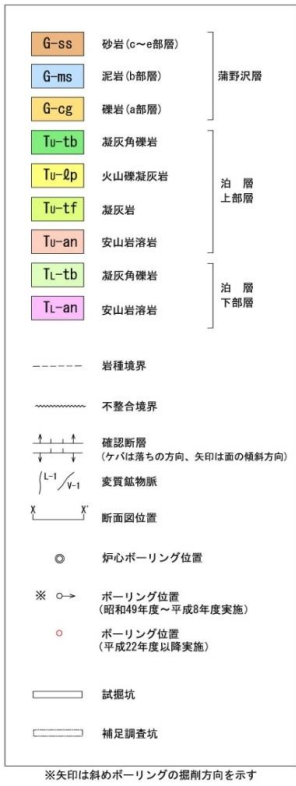 G-ss 砂岩(c~e部層)
G-ms 泥岩(b部層)
蒲野沢層
G-cg 礫岩(a部層)
Tu-tb 凝灰角礫岩
Tu-ℓp 火山礫凝灰岩
泊 層
上部層
Tu-tf 凝灰岩
Tu-an 安山岩溶岩
TL-tb 凝灰角礫岩
泊 層
下部層
TL-an 安山岩溶岩
岩種境界
不整合境界
確認断層
(ケバは落ちの方向、矢印は面の傾斜方向)
L-1 V-1 変質鉱物脈
X X' 断面図位置
炉心ボーリング位置
※ ボーリング位置
(昭和49年度~平成8年度実施)
ボーリング位置
(平成22年度以降実施)
試掘坑
補足調査坑
※矢印は斜めボーリングの掘削方向を示す